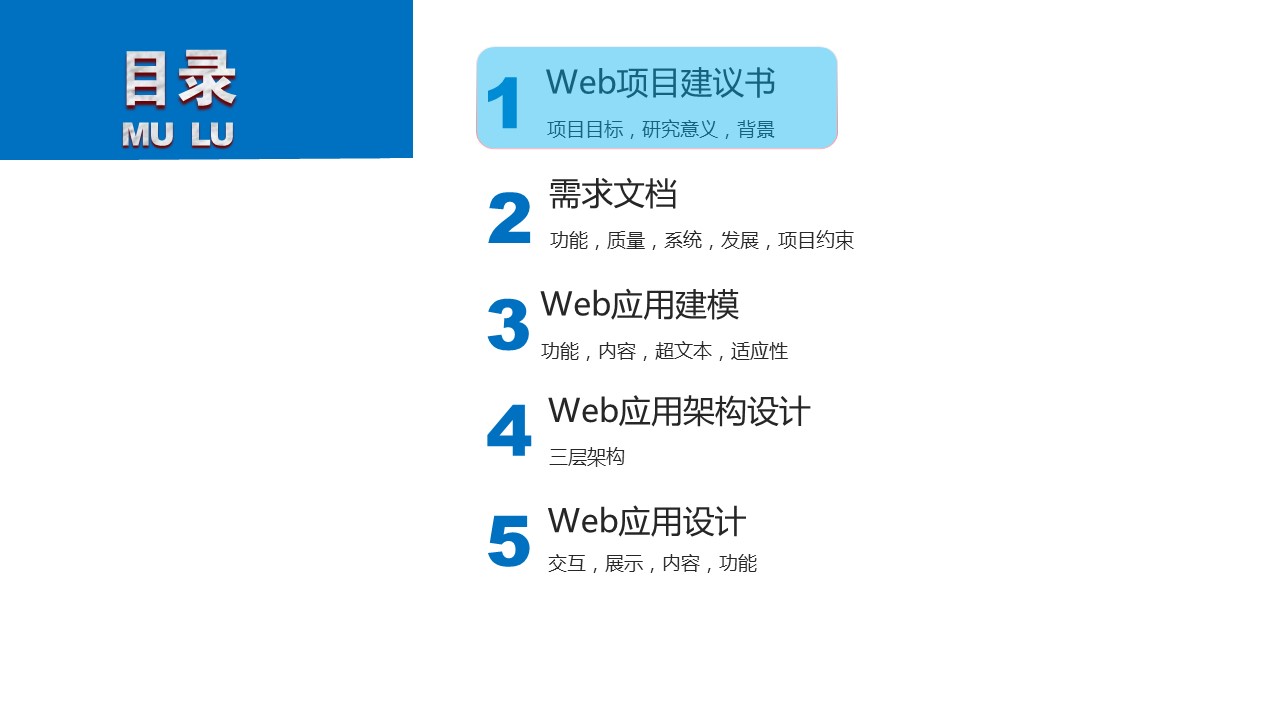 目录
MU LU
1
Web项目建议书
项目目标，研究意义，背景
2
需求文档
功能，质量，系统，发展，项目约束
3
Web应用建模
功能，内容，超文本，适应性
4
Web应用架构设计
三层架构
5
Web应用设计
交互，展示，内容，功能